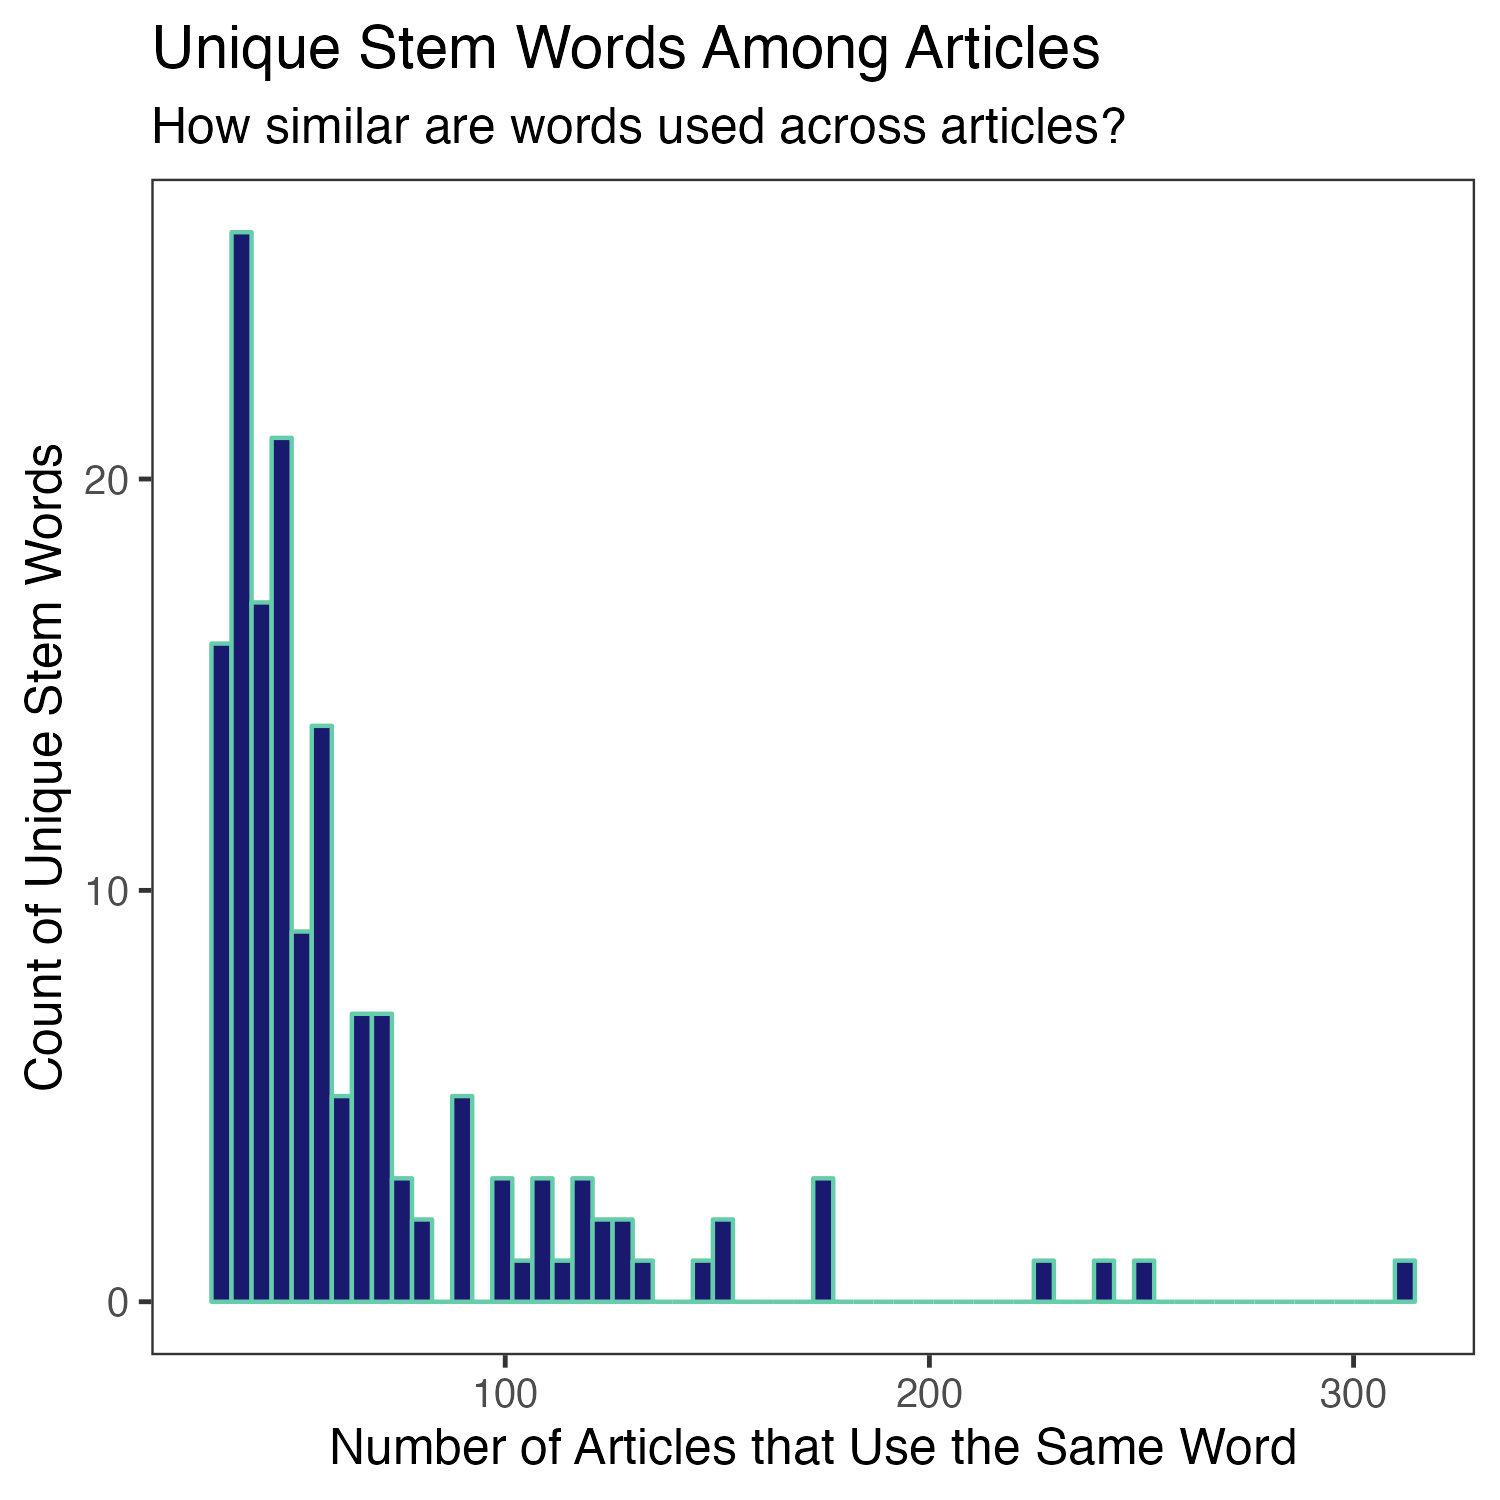 Unique Stem Words Among Articles
How similar are words used across articles?
Count of Unique Stem Words
20
10
0
100
200
300
Number of Articles that Use the Same Word